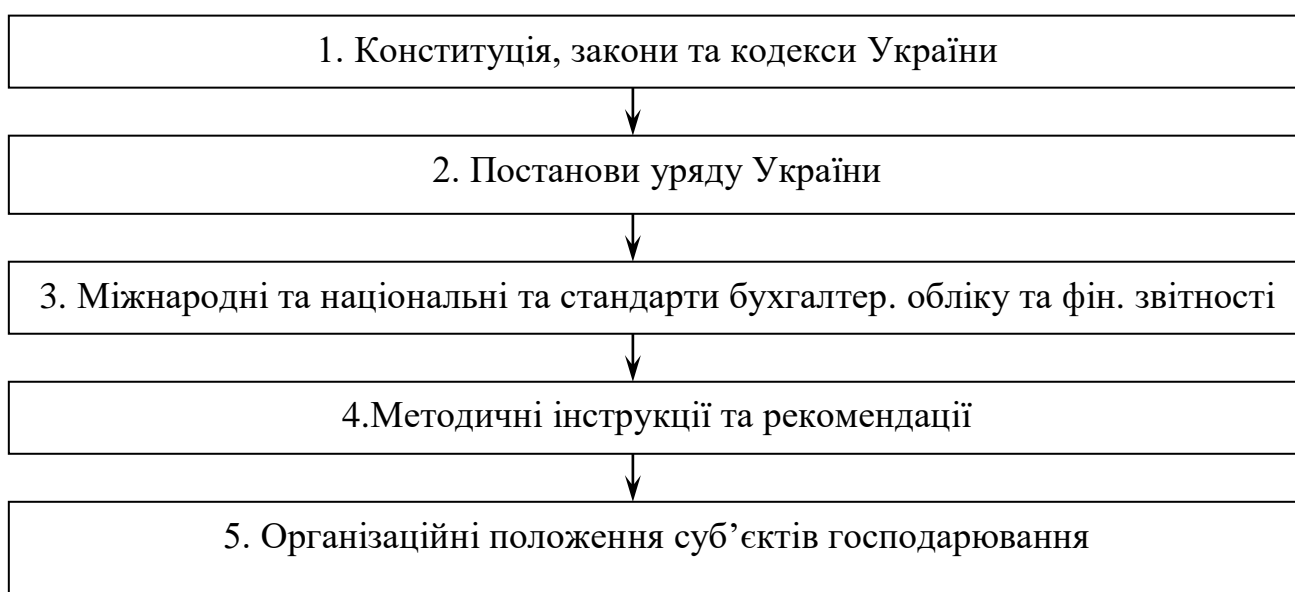 1. Конституція, закони та кодекси України
2. Постанови уряду України
3. Міжнародні та національні та стандарти бухгалтер. обліку та фін. звітності
4.Методичні інструкції та рекомендації
5. Організаційні положення суб’єктів господарювання